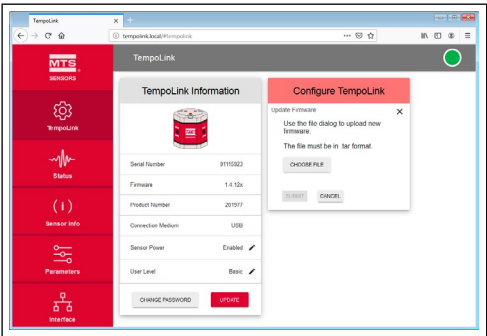 TempoLink
tempolink.local/#tempolink
MTS
SENSORS
TempoLink
Status
Sensor Info
Parameters
Interface
TempoLink
TempoLink Information
Serial Number 91115923
Firmware 1.4.12x
Product Number 201977
Connection Medium USB
Sensor Power Enabled
User Level Basic
CHANGE PASSWORD UPDATE
Configure TempoLink
Update Firmware
Use the file dialog to upload new
firmware.
The file must be in .tar format.
CHOOSE FILE
SUBMIT CANCEL